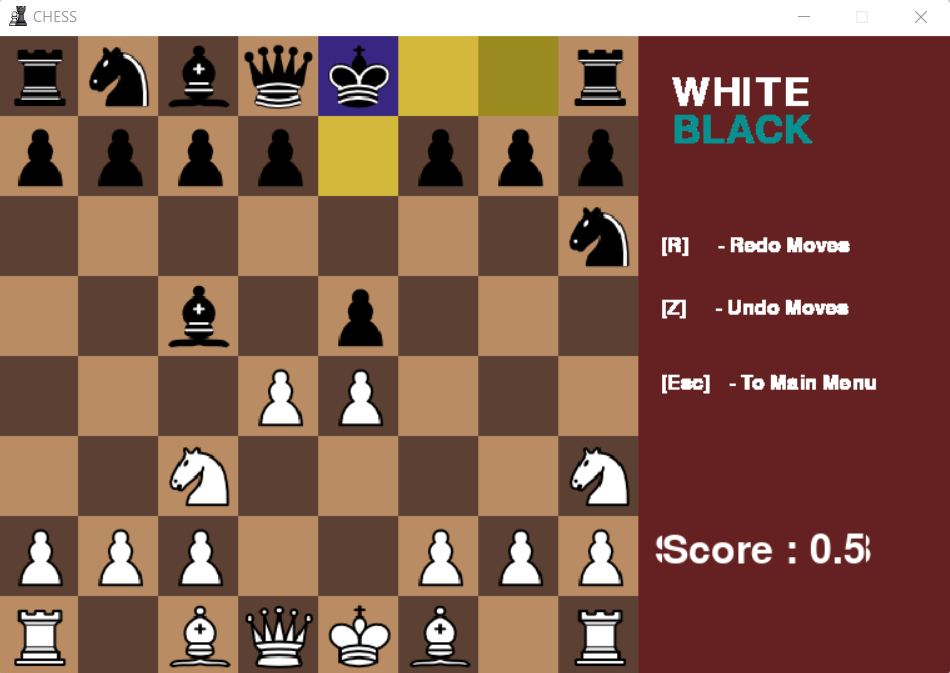 CHESS
WHITE
BLACK
[R] - Redo Moves
[Z] - Undo Moves
[Esc] - To Main Menu
Score : 0.5